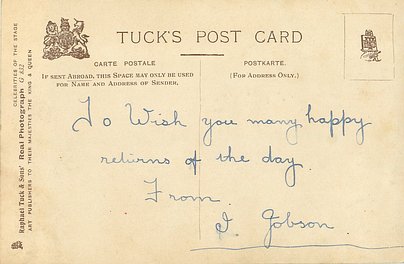 TUCK'S POST CARD
CARTE POSTALE
POSTKARTE.
IF SENT ABROAD, THIS SPACE MAY ONLY BE USED
FOR NAME AND ADDRESS OF SENDER.
(FOR ADDRESS ONLY.)
To Wish you many happy
returns of the day.
From.
I. Jobson.
Raphael Tuck & Sons'
Real Photograph
CELEBRITIES OF THE STAGE
ART PUBLISHERS TO THEIR MAJESTIES THE KING & QUEEN